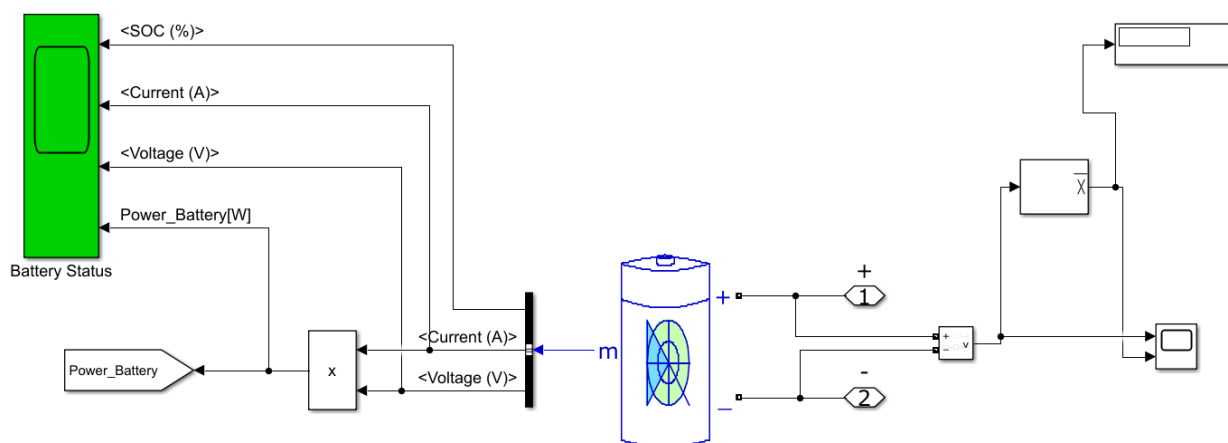 <SOC (%)>
<Current (A)>
<Voltage (V)>
Power_Battery[W]
Battery Status
Power_Battery
x
<Current (A)>
<Voltage (V)>
m
+
−
+
1
-
2
+
−
v
X